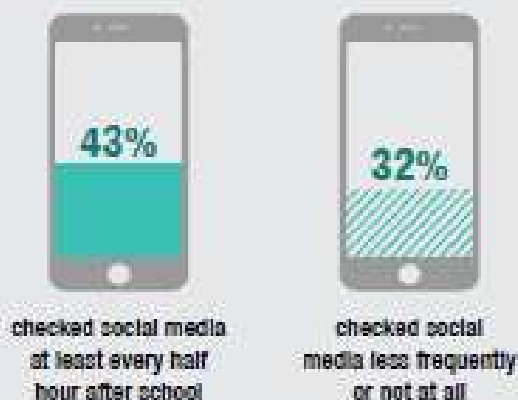 43%
checked social media
at least every half
hour after school
32%
checked social
media less frequently
or not at all